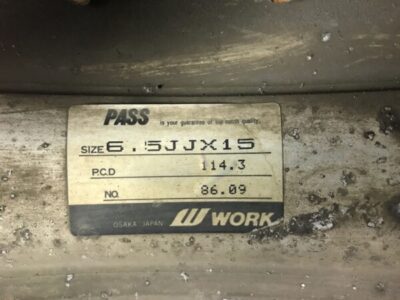 PASS is your guarantee of top-notch quality.
SIZE 6.5JJX15
P.C.D 114.3
NO. 86.09
OSAKA JAPAN W WORK